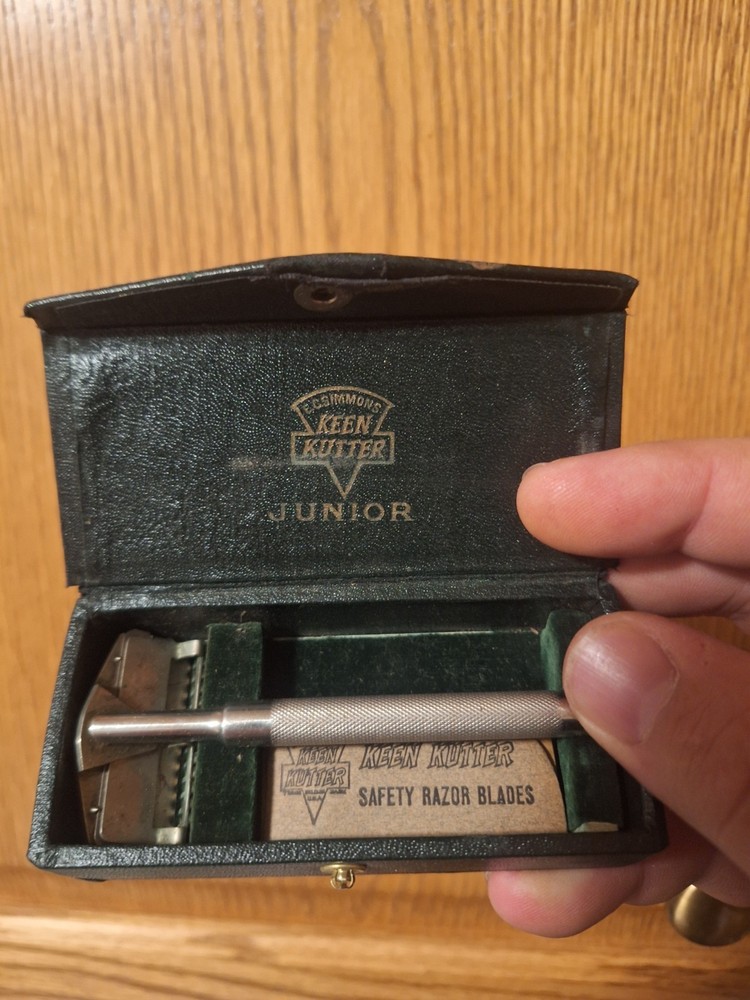 E.C.SIMMONS
KEEN
KUTTER
JUNIOR
KEEN KUTTER
KEEN
KUTTER
SAFETY RAZOR BLADES
U.S.A.